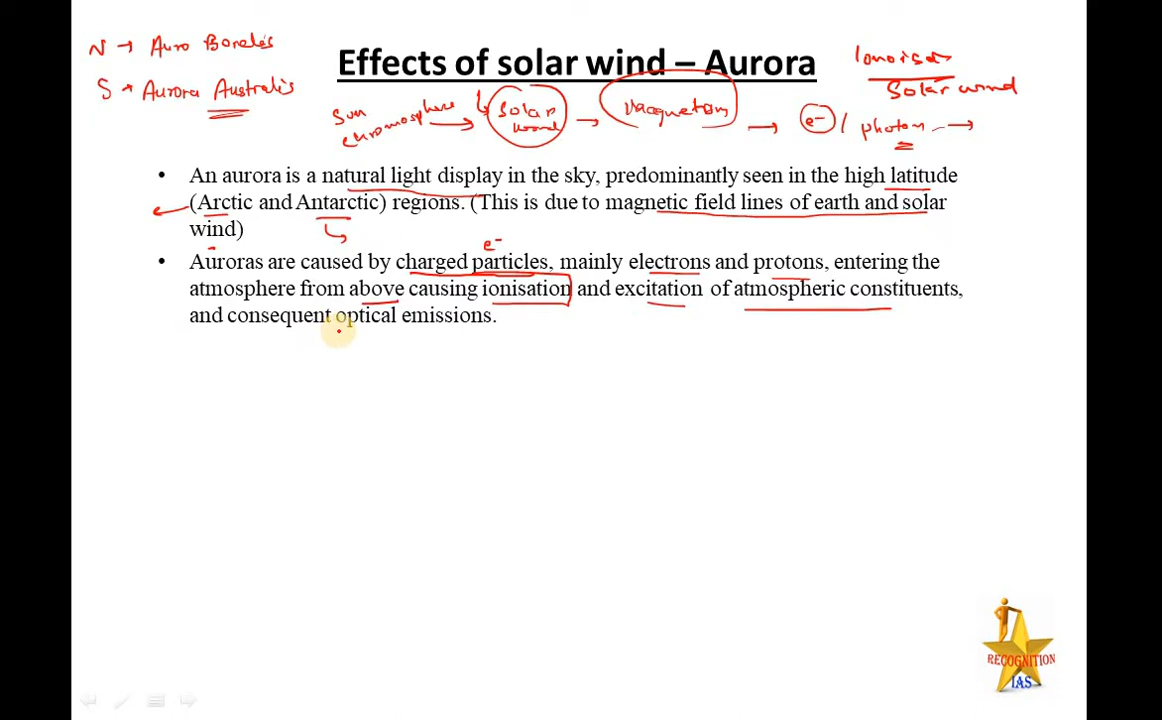 N → Auro Borealis
S → Aurora Australis
Effects of solar wind – Aurora
Ionoised
Solar wind
Sun chromosphere → Solar wind → → e- / photon →
• An aurora is a natural light display in the sky, predominantly seen in the high latitude
(Arctic and Antarctic) regions. (This is due to magnetic field lines of earth and solar
wind)
e-
• Auroras are caused by charged particles, mainly electrons and protons, entering the
atmosphere from above causing ionisation and excitation of atmospheric constituents,
and consequent optical emissions.
RECOGNITION
IAS